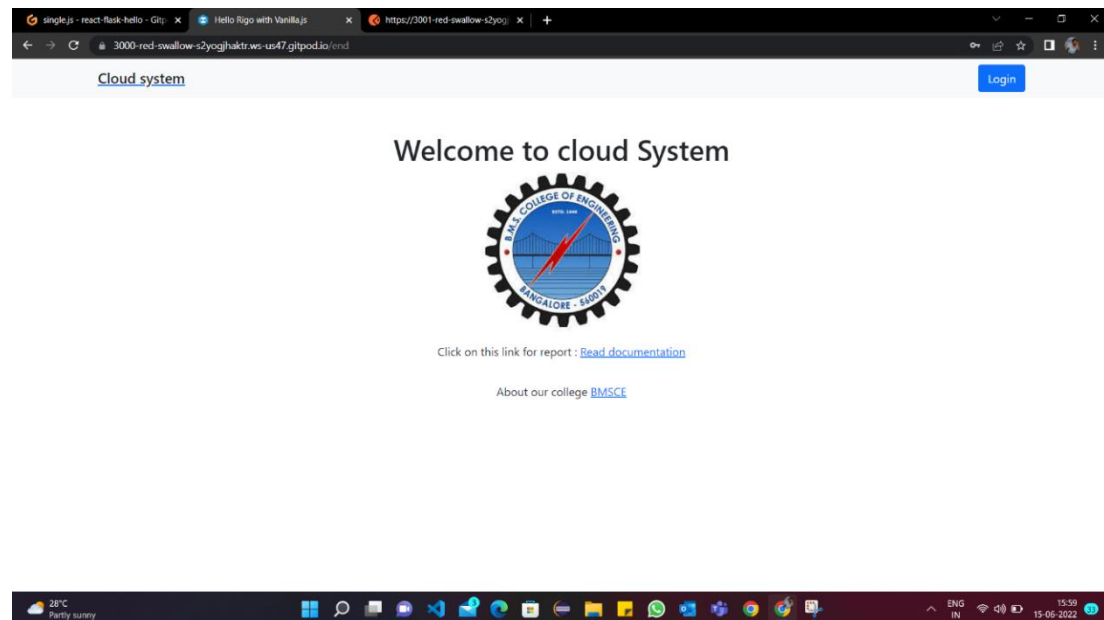 single.js - react-flask-hello - Gitp
Hello Rigo with Vanilla.js
https://3001-red-swallow-s2yogj
3000-red-swallow-s2yogjhaktr.ws-us47.gitpod.io/end
Cloud system
Login
Welcome to cloud System
B.M.S. COLLEGE OF ENGINEERING
ESTD. 1946
BANGALORE - 560019
Click on this link for report : Read documentation
About our college BMSCE
28°C
Partly sunny
ENG
IN
15:59
15-06-2022
33